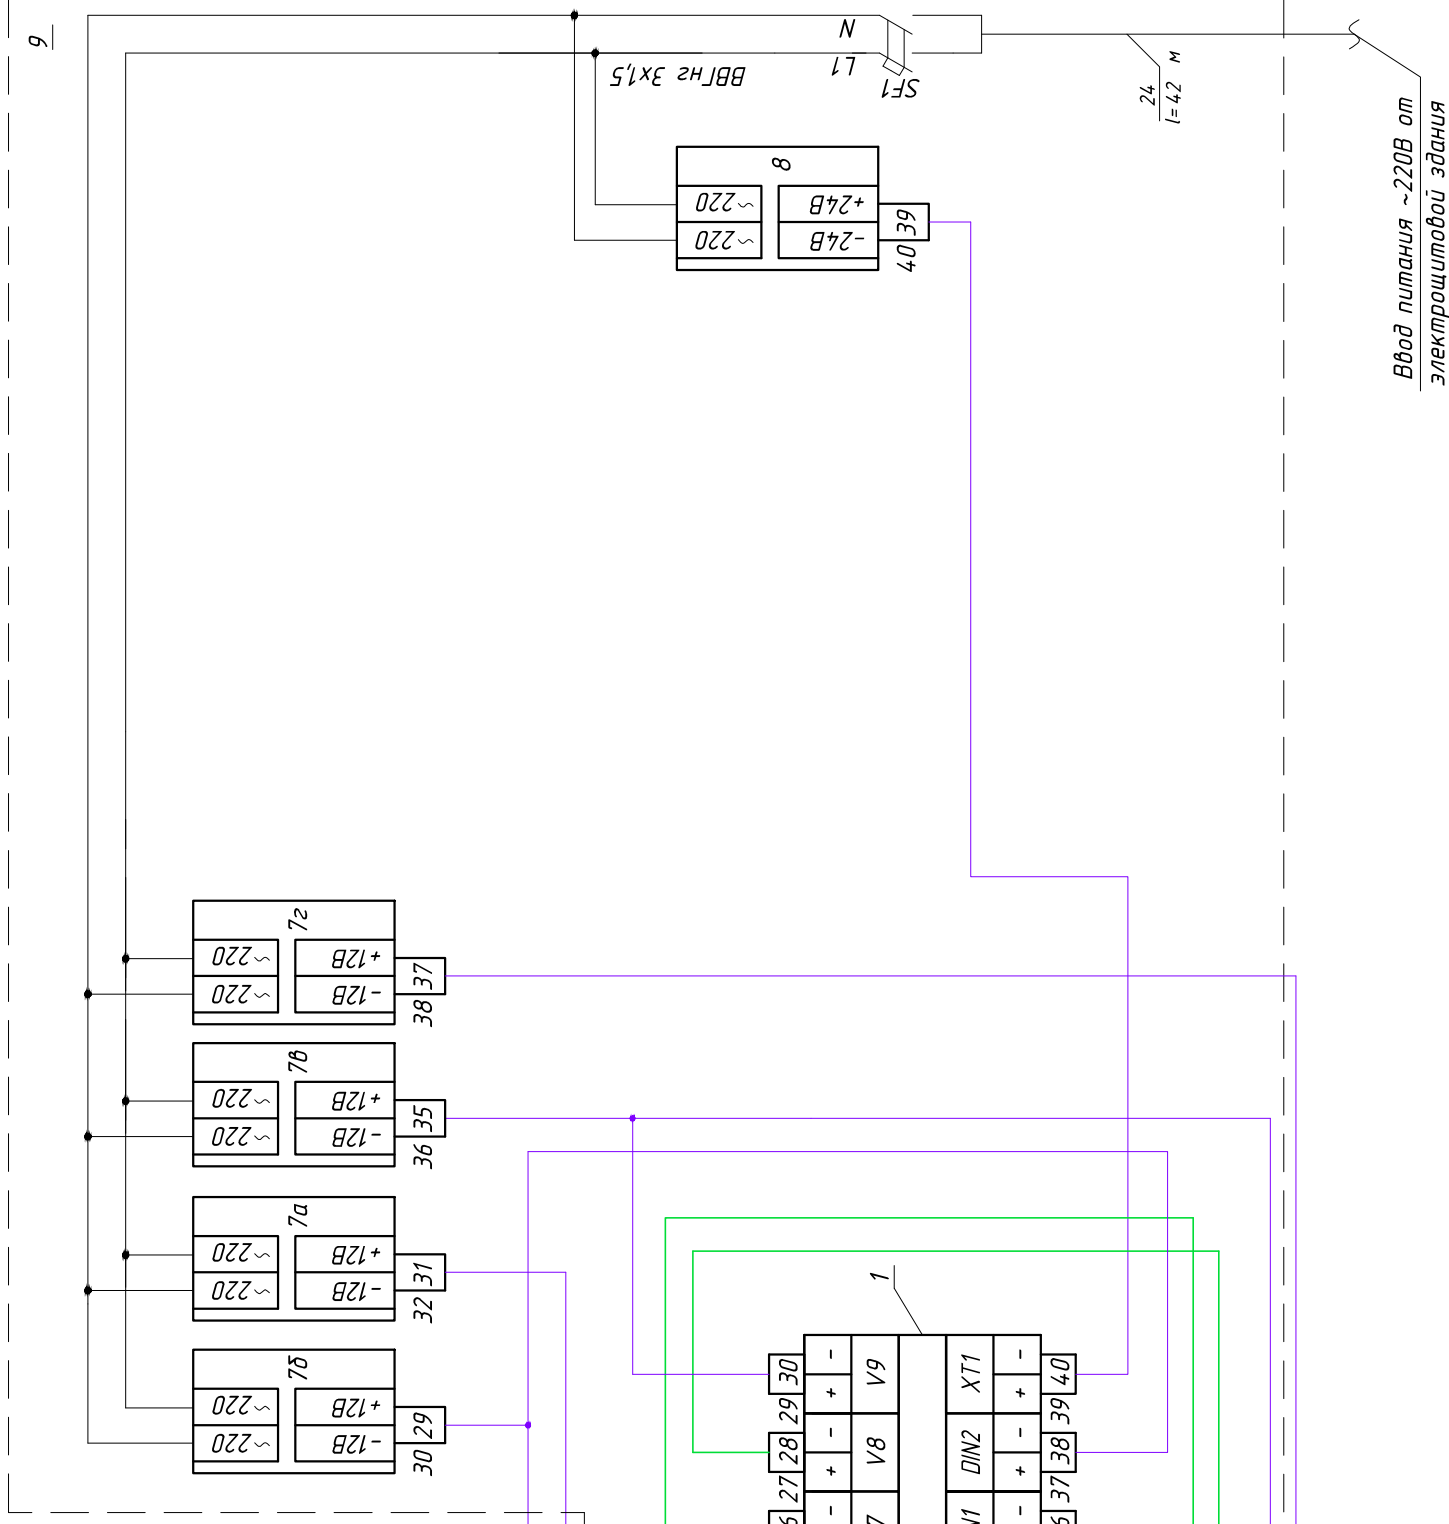 9
N
L1
ВВГнг 3х1,5
SF1
24
l=42 м
Ввод питания ~220В от
электрощитовой здания
8
~220
+24В
39
~220
-24В
40
7г
~220
+12В
37
~220
-12В
38
7в
~220
+12В
35
~220
-12В
36
7а
~220
+12В
31
~220
-12В
32
7б
~220
+12В
29
~220
-12В
30
1
30
-
V9
XT1
-
40
29
+
+
39
28
-
V8
DIN2
-
38
27
+
+
37
-
-